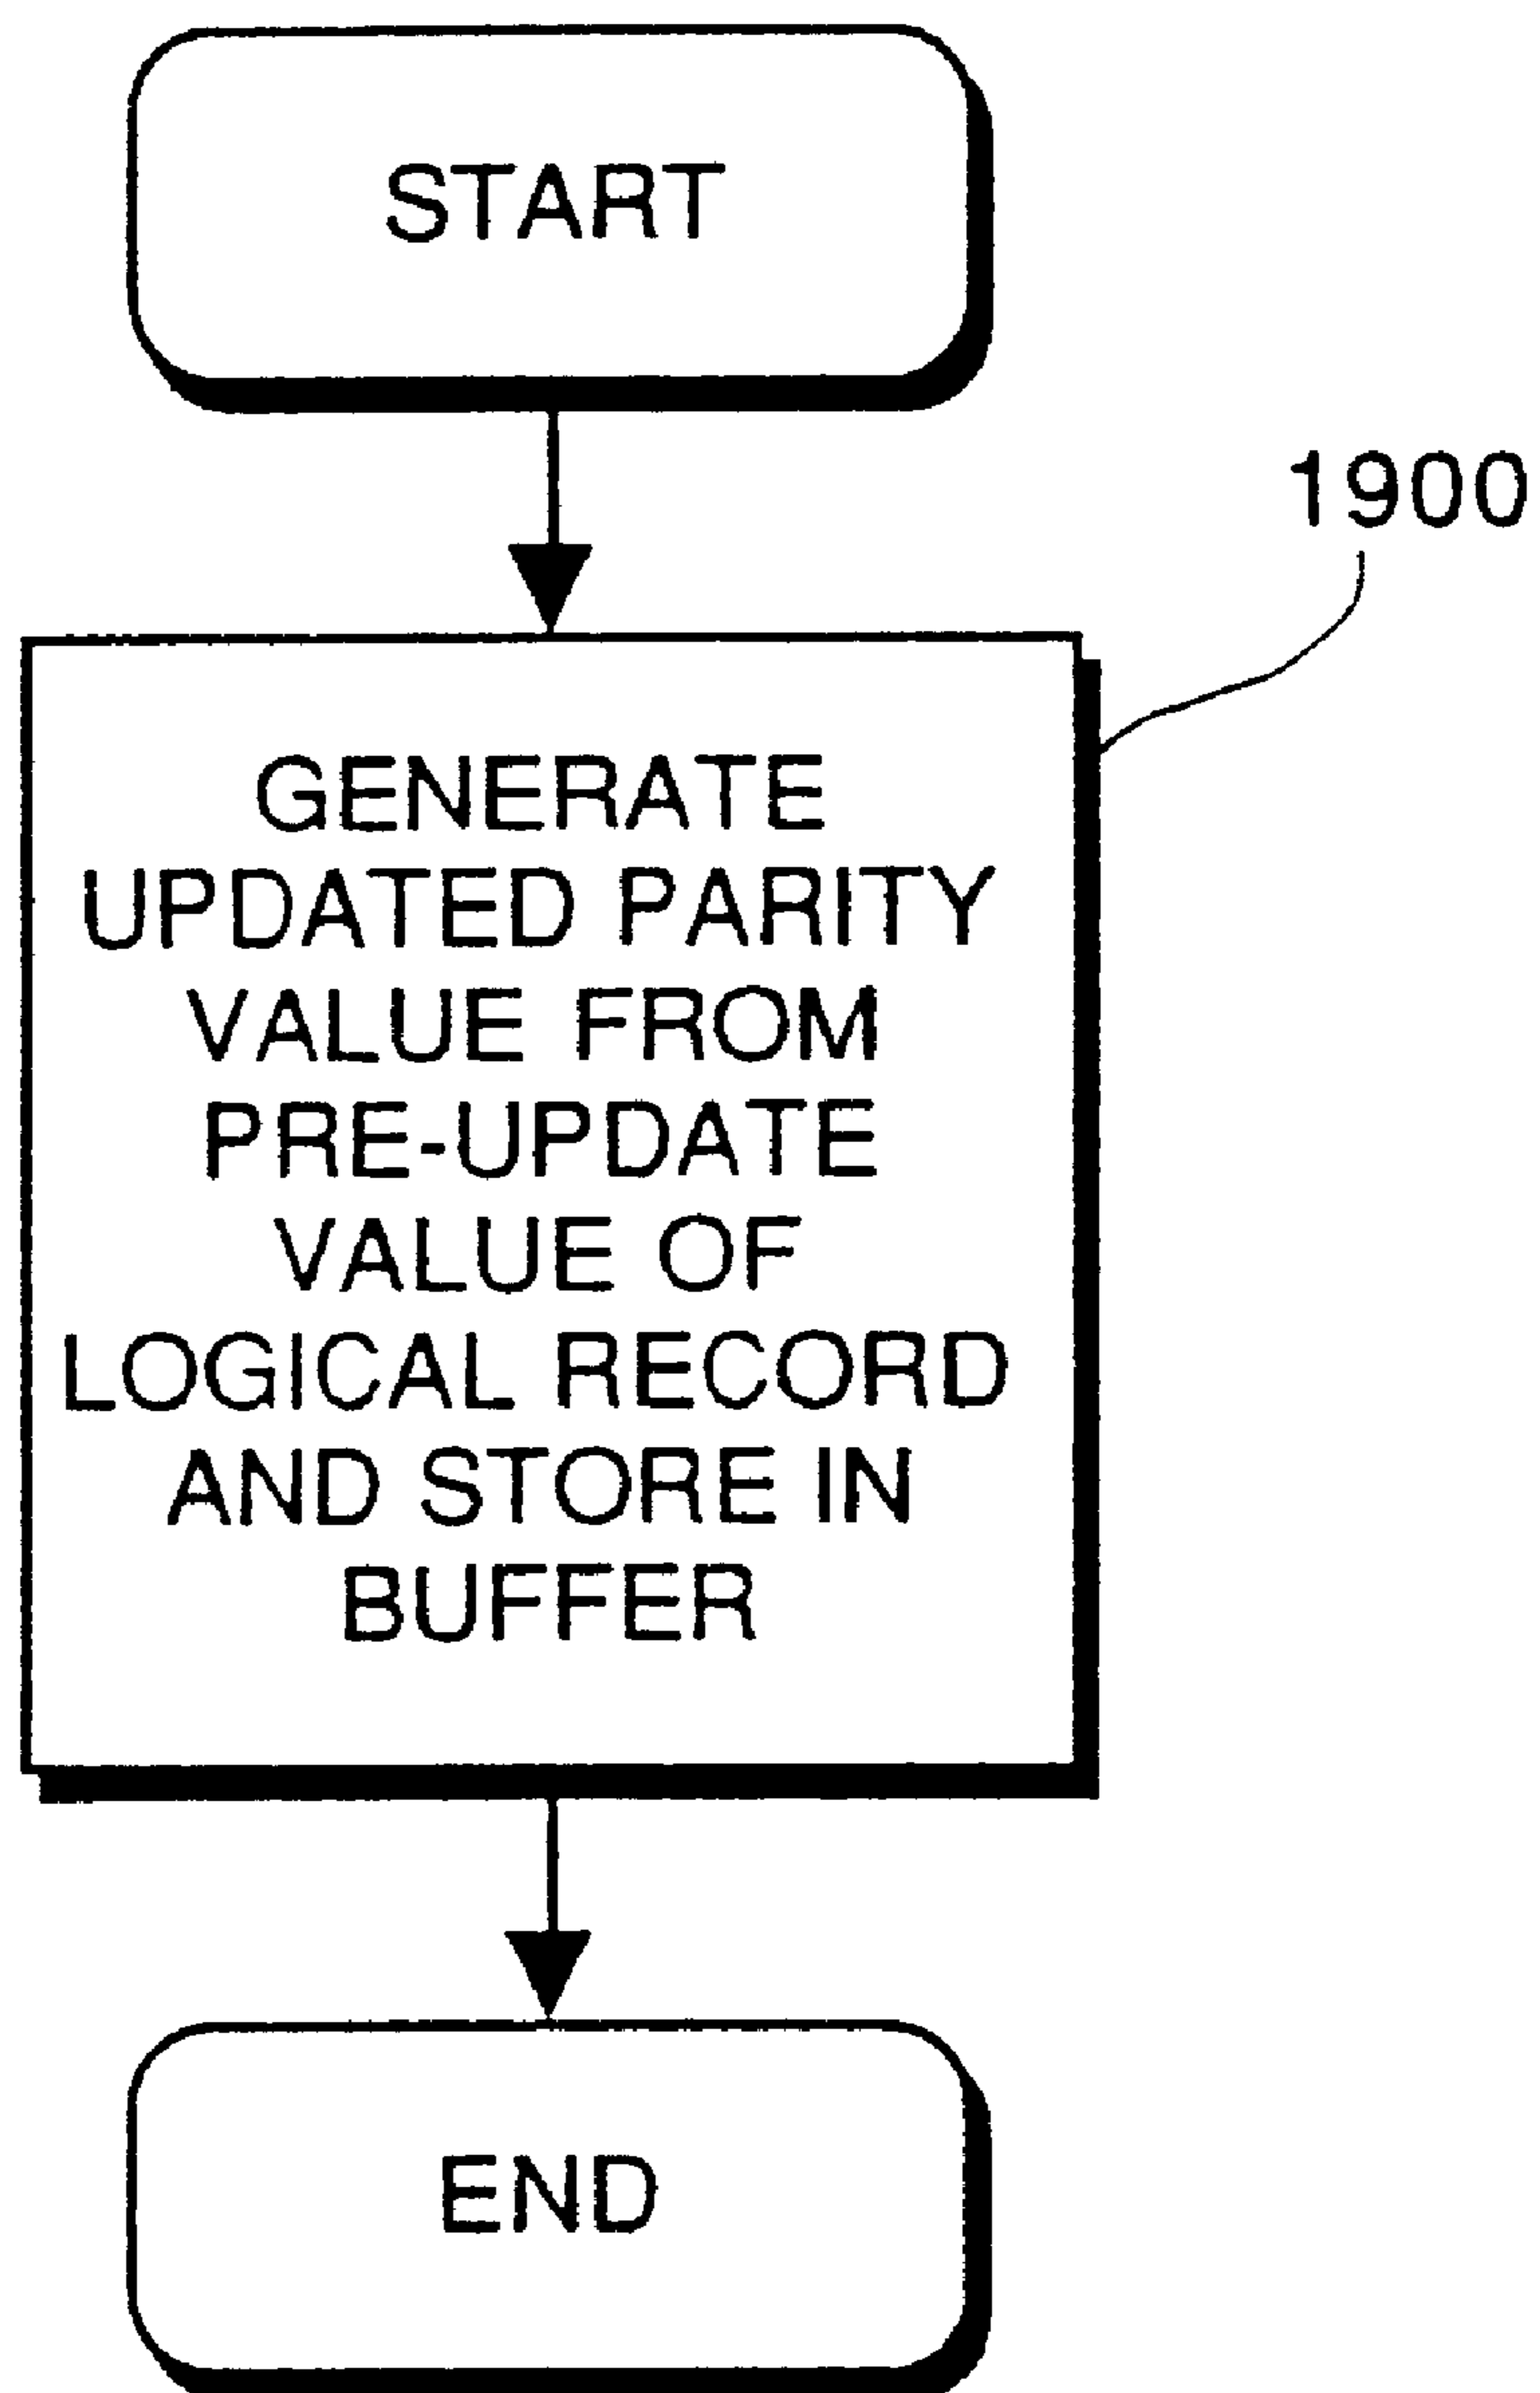 START
1900
GENERATE
UPDATED PARITY
VALUE FROM
PRE-UPDATE
VALUE OF
LOGICAL RECORD
AND STORE IN
BUFFER
END